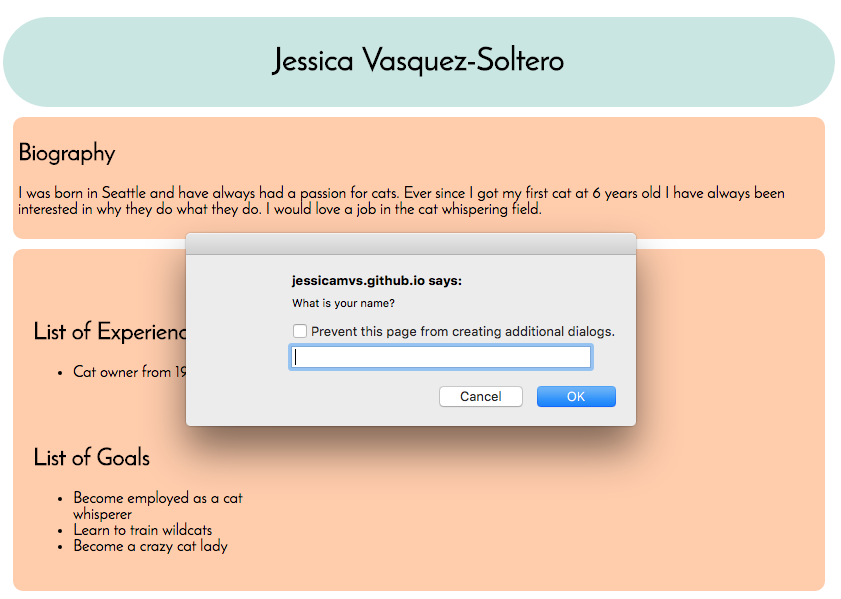 Jessica Vasquez-Soltero
Biography
I was born in Seattle and have always had a passion for cats. Ever since I got my first cat at 6 years old I have always been
interested in why they do what they do. I would love a job in the cat whispering field.
jessicamvs.github.io says:
What is your name?
Prevent this page from creating additional dialogs.
Cancel
OK
List of
• Cat owner from
List of Goals
• Become employed as a cat
whisperer
• Learn to train wildcats
• Become a crazy cat lady